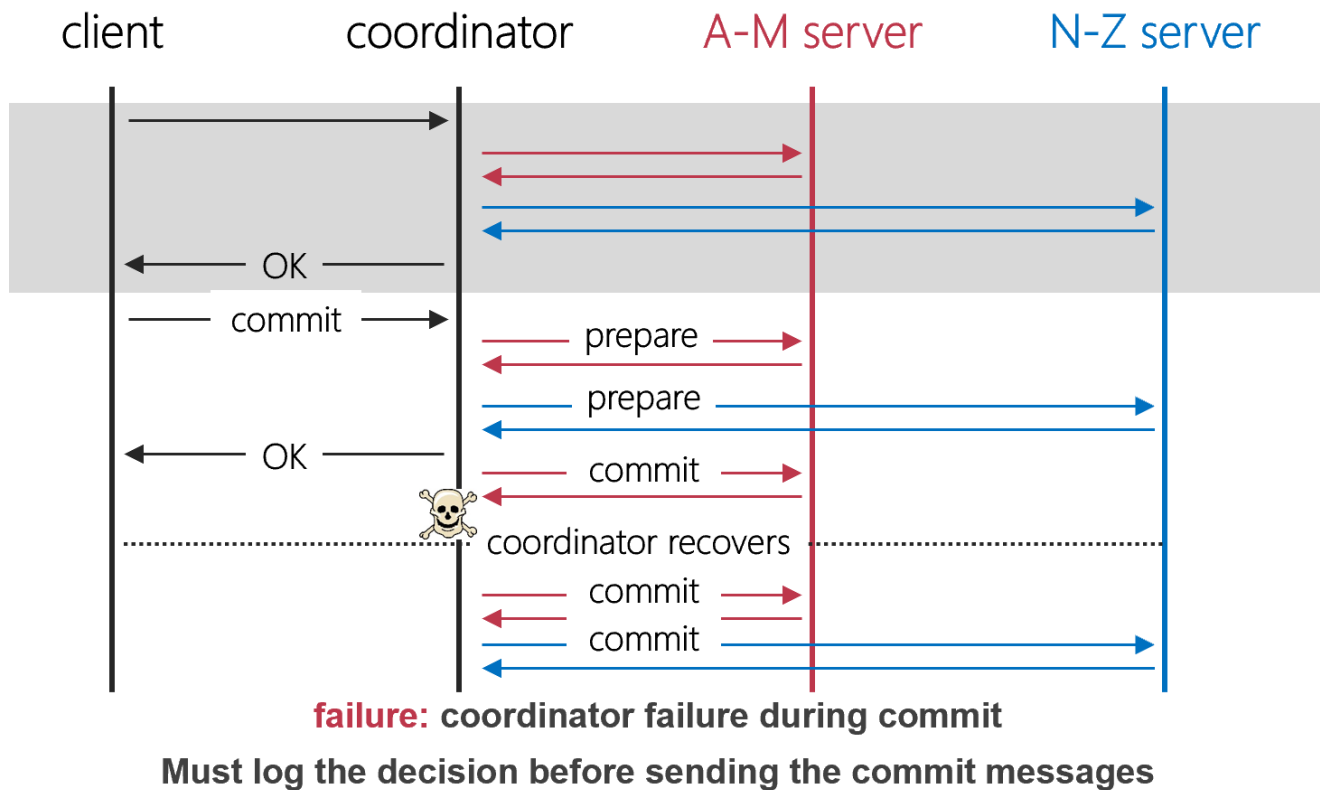 client coordinator A-M server N-Z server
OK
commit
prepare
prepare
OK
commit
coordinator recovers
commit
commit
failure: coordinator failure during commit
Must log the decision before sending the commit messages